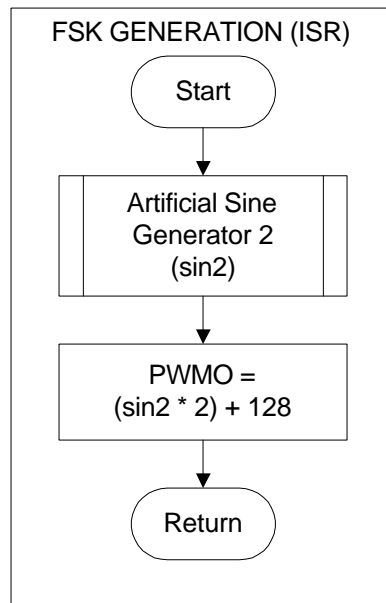 FSK GENERATION (ISR)
Start
Artificial Sine
Generator 2
(sin2)
PWMO =
(sin2 * 2) + 128
Return